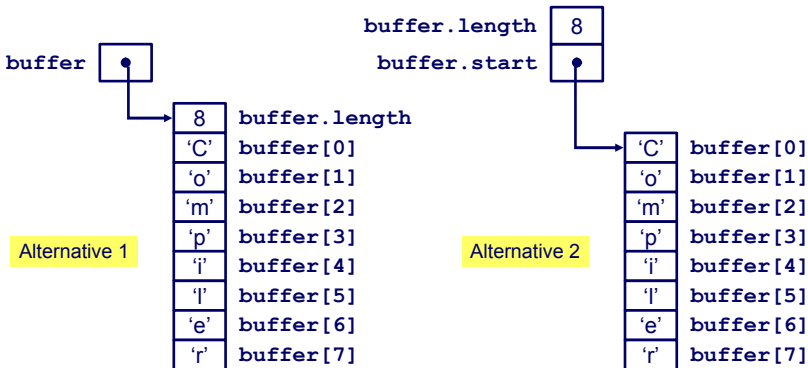 buffer.length 8
buffer
buffer.start
8 buffer.length
‘C’ buffer[0]
‘o’ buffer[1]
‘m’ buffer[2]
‘p’ buffer[3]
‘i’ buffer[4]
‘l’ buffer[5]
‘e’ buffer[6]
‘r’ buffer[7]
Alternative 1
‘C’ buffer[0]
‘o’ buffer[1]
‘m’ buffer[2]
‘p’ buffer[3]
‘i’ buffer[4]
‘l’ buffer[5]
‘e’ buffer[6]
‘r’ buffer[7]
Alternative 2